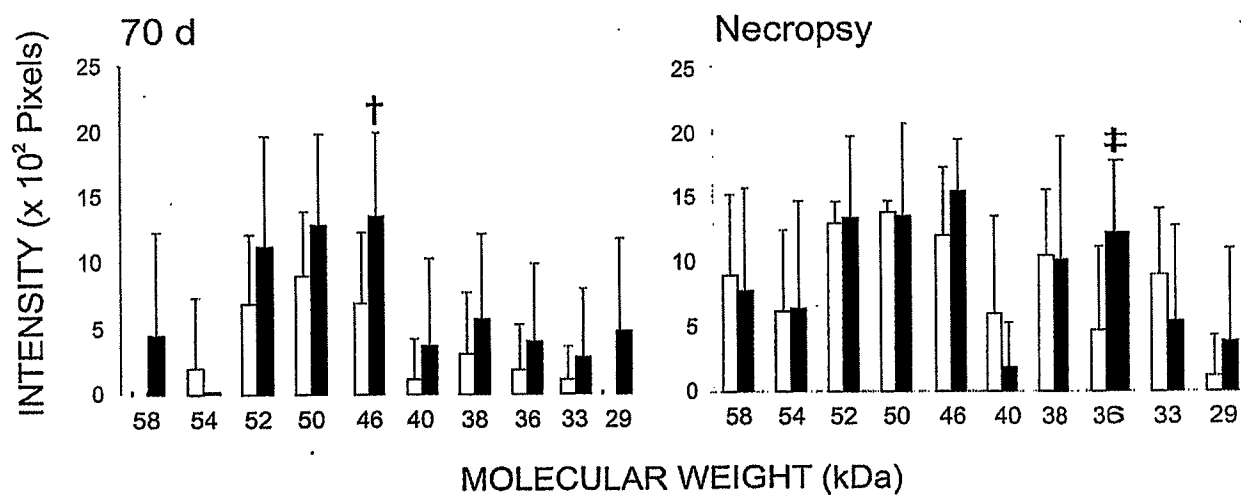 70 d
Necropsy
INTENSITY (x 10² Pixels)
25
20
15
10
5
0
†
58 54 52 50 46 40 38 36 33 29
25
20
15
10
5
0
‡
58 54 52 50 46 40 38 36 33 29
MOLECULAR WEIGHT (kDa)